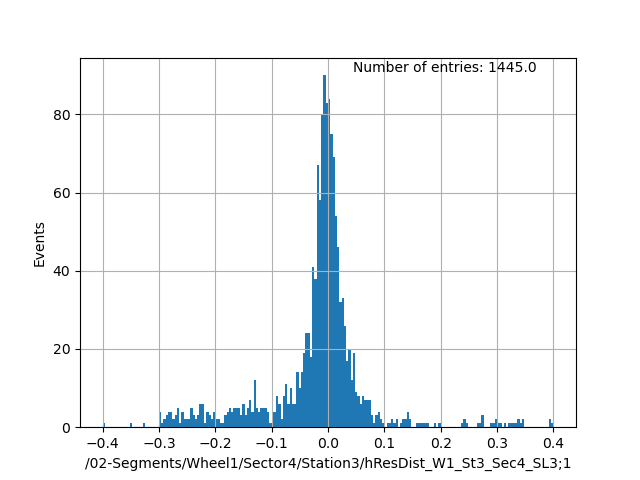 Number of entries: 1445.0
80
60
40
20
0
Events
−0.4 −0.3 −0.2 −0.1 0.0 0.1 0.2 0.3 0.4
/02-Segments/Wheel1/Sector4/Station3/hResDist_W1_St3_Sec4_SL3;1